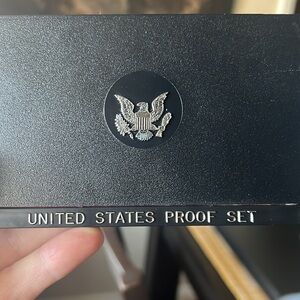 UNITED STATES PROOF SET